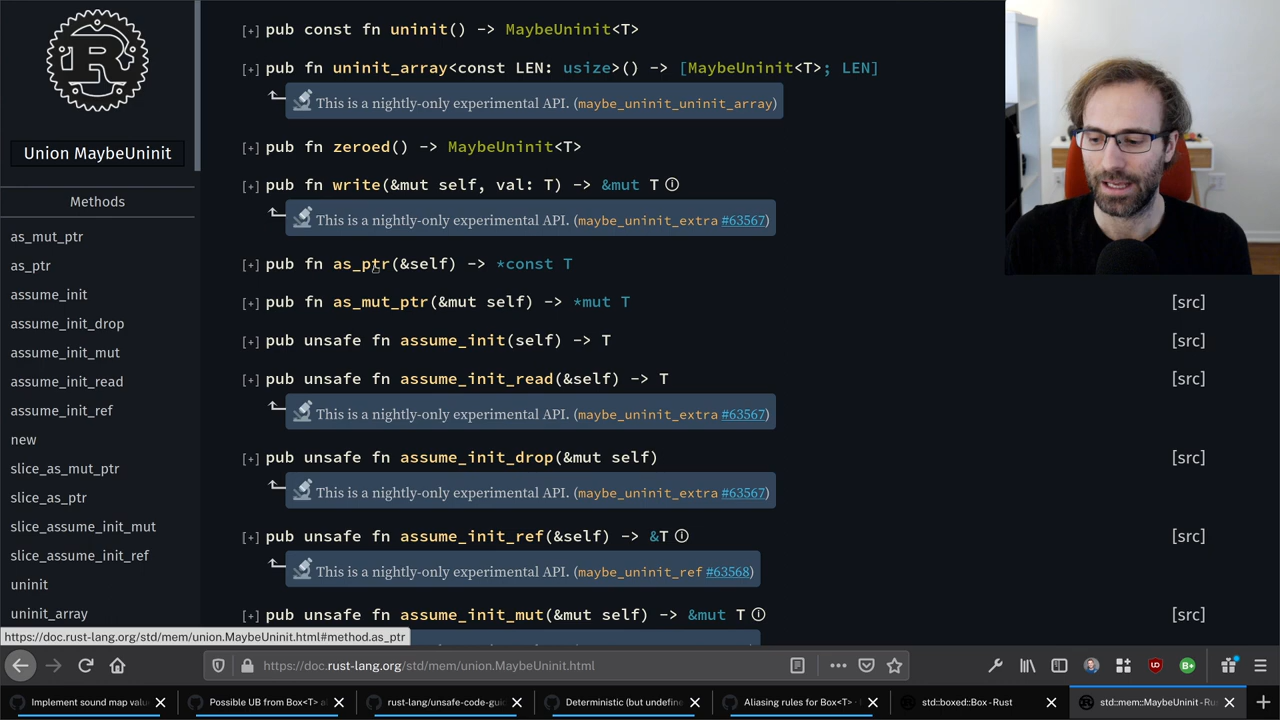 [+] pub const fn uninit() -> MaybeUninit<T>
[+] pub fn uninit_array<const LEN: usize>() -> [MaybeUninit<T>; LEN]
This is a nightly-only experimental API. (maybe_uninit_uninit_array)
[+] pub fn zeroed() -> MaybeUninit<T>
[+] pub fn write(&mut self, val: T) -> &mut T ⓘ
This is a nightly-only experimental API. (maybe_uninit_extra #63567)
[+] pub fn as_ptr(&self) -> *const T
[+] pub fn as_mut_ptr(&mut self) -> *mut T [src]
[+] pub unsafe fn assume_init(self) -> T [src]
[+] pub unsafe fn assume_init_read(&self) -> T [src]
This is a nightly-only experimental API. (maybe_uninit_extra #63567)
[+] pub unsafe fn assume_init_drop(&mut self) [src]
This is a nightly-only experimental API. (maybe_uninit_extra #63567)
[+] pub unsafe fn assume_init_ref(&self) -> &T ⓘ [src]
This is a nightly-only experimental API. (maybe_uninit_ref #63568)
[+] pub unsafe fn assume_init_mut(&mut self) -> &mut T ⓘ [src]
R
Union MaybeUninit
Methods
as_mut_ptr
as_ptr
assume_init
assume_init_drop
assume_init_mut
assume_init_read
assume_init_ref
new
slice_as_mut_ptr
slice_as_ptr
slice_assume_init_mut
slice_assume_init_ref
uninit
uninit_array
https://doc.rust-lang.org/std/mem/union.MaybeUninit.html#method.as_ptr
https://doc.rust-lang.org/std/mem/union.MaybeUninit.html
Implement sound map valu
Possible UB from Box<T> al
rust-lang/unsafe-code-gui
Deterministic (but undefine
Aliasing rules for Box<T> ·
std::boxed::Box - Rust
std::mem::MaybeUninit - Rus